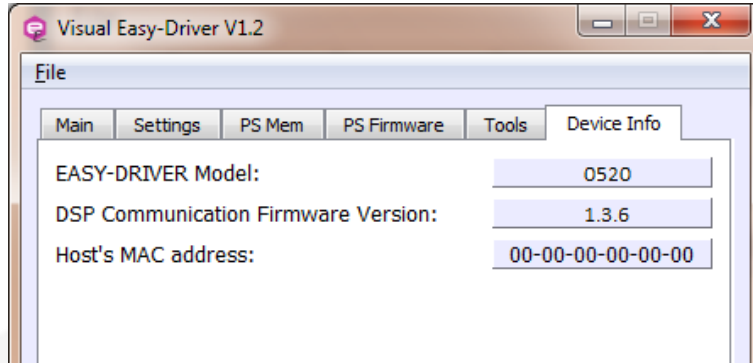 Visual Easy-Driver V1.2
File
Main Settings PS Mem PS Firmware Tools Device Info
EASY-DRIVER Model: 0520
DSP Communication Firmware Version: 1.3.6
Host's MAC address: 00-00-00-00-00-00